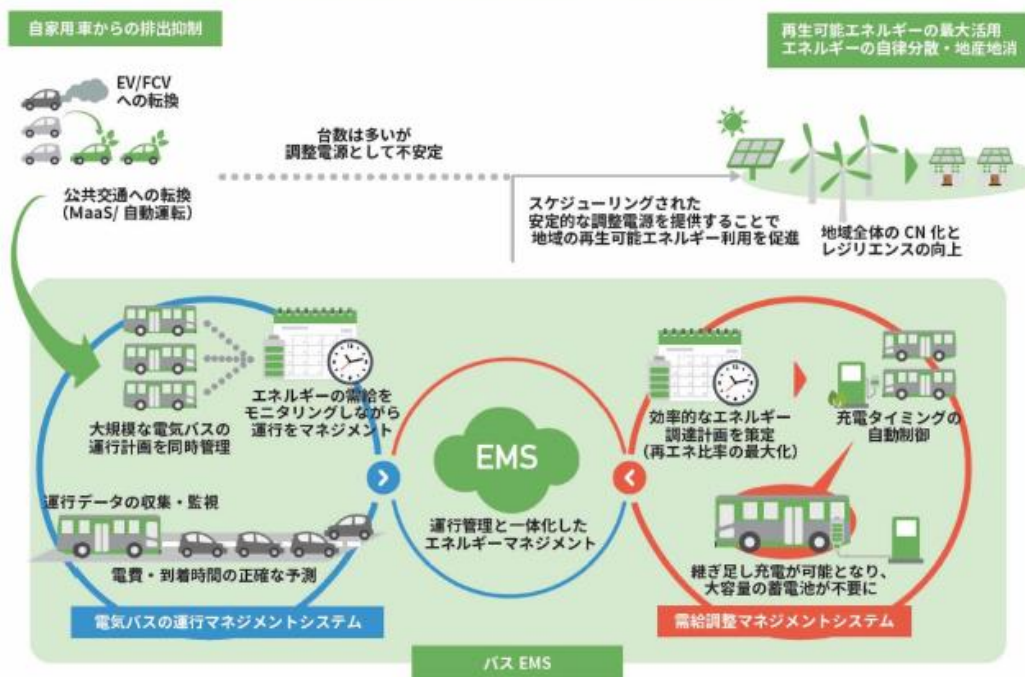 自家用車からの排出抑制
再生可能エネルギーの最大活用
エネルギーの自律分散・地産地消
EV/FCV
への転換
台数は多いが
調整電源として不安定
公共交通への転換
（MaaS/ 自動運転）
スケジューリングされた
安定的な調整電源を提供することで
地域の再生可能エネルギー利用を促進
地域全体の CN 化と
レジリエンスの向上
大規模な電気バスの
運行計画を同時管理
エネルギーの需給を
モニタリングしながら
運行をマネジメント
運行データの収集・監視
電費・到着時間の正確な予測
電気バスの運行マネジメントシステム
EMS
運行管理と一体化した
エネルギーマネジメント
効率的なエネルギー
調達計画を策定
（再エネ比率の最大化）
充電タイミングの
自動制御
継ぎ足し充電が可能となり、
大容量の蓄電池が不要に
需給調整マネジメントシステム
バス EMS